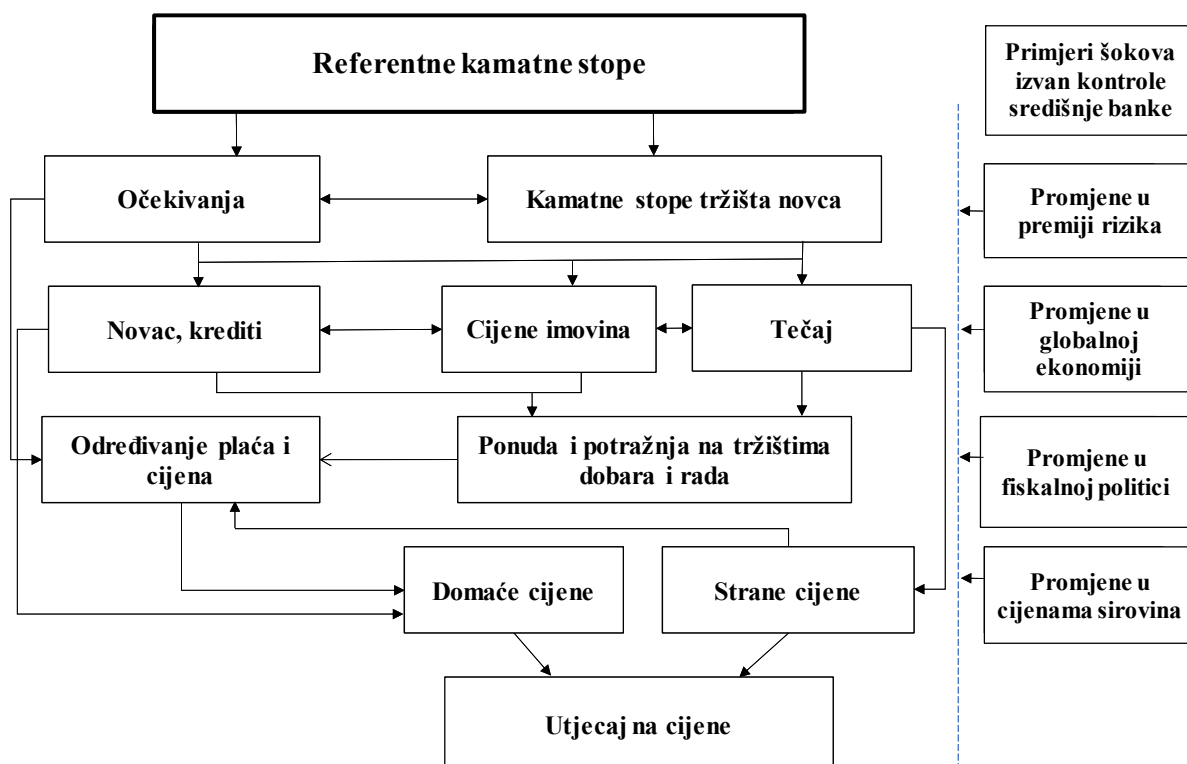 Referentne kamatne stope
Primjeri šokova
izvan kontrole
središnje banke
Očekivanja
Kamatne stope tržišta novca
Promjene u
premiji rizika
Novac, krediti
Cijene imovina
Tečaj
Promjene u
globalnoj
ekonomiji
Određivanje plaća i
cijena
Ponuda i potražnja na tržištima
dobara i rada
Promjene u
fiskalnoj politici
Domaće cijene
Strane cijene
Promjene u
cijenama sirovina
Utjecaj na cijene